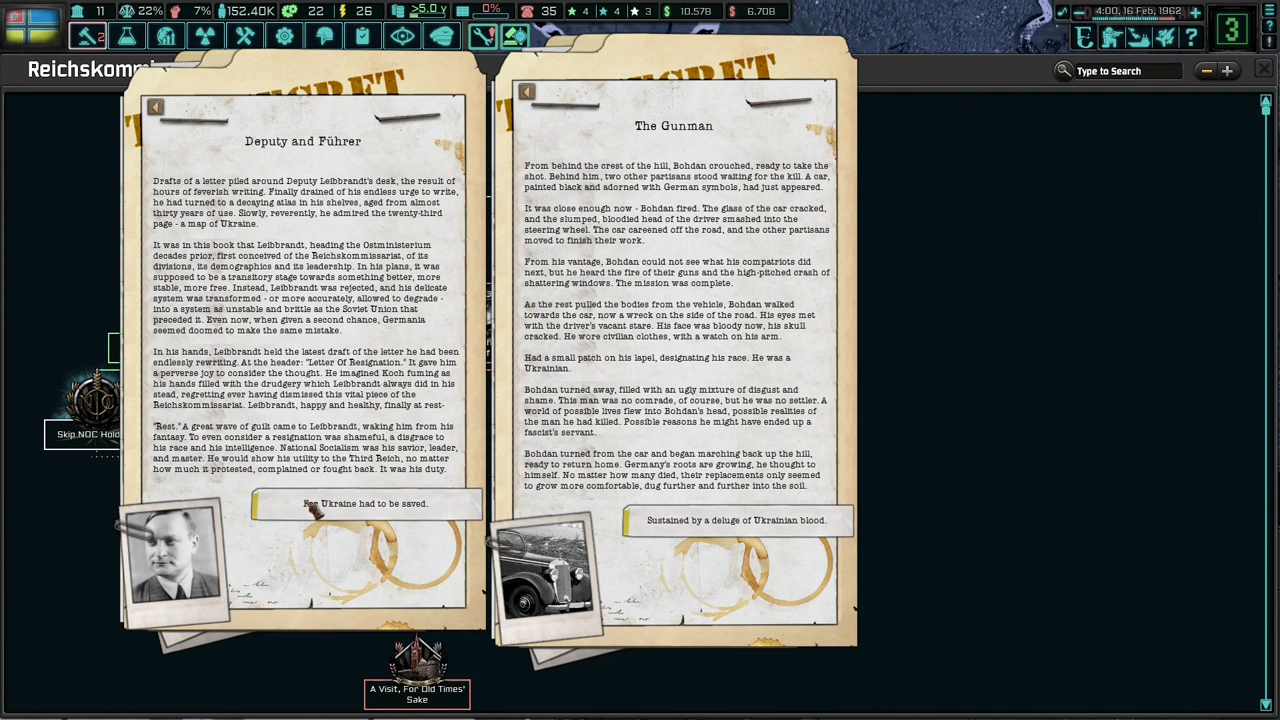 11 22% 7% 152.40K 22 26 >5.0 y 0% 35 4 4 3 $ 10.57B $ 6.70B
4:00, 16 Feb, 1962
3
2
Reichskommi
Type to Search
Deputy and Führer
Drafts of a letter piled around Deputy Leibbrandt's desk, the result of
hours of feverish writing. Finally drained of his endless urge to write,
he had turned to a decaying atlas in his shelves, aged from almost
thirty years of use. Slowly, reverently, he admired the twenty-third
page - a map of Ukraine.
It was in this book that Leibbrandt, heading the Ostministerium
decades prior, first conceived of the Reichskommissariat, of its
divisions, its demographics and its leadership. In his plans, it was
supposed to be a transitory stage towards something better, more
stable, more free. Instead, Leibbrandt was rejected, and his delicate
system was transformed - or more accurately, allowed to degrade -
into a system as unstable and brittle as the Soviet Union that
preceded it. Even now, when given a second chance, Germania
seemed doomed to make the same mistake.
In his hands, Leibbrandt held the latest draft of the letter he had been
endlessly rewriting. At the header: "Letter Of Resignation." It gave him
a perverse joy to consider the thought. He imagined Koch fuming as
his hands filled with the drudgery which Leibbrandt always did in his
stead, regretting ever having dismissed this vital piece of the
Reichskommissariat. Leibbrandt, happy and healthy, finally at rest-
"Rest." A great wave of guilt came to Leibbrandt, waking him from his
fantasy. To even consider a resignation was shameful, a disgrace to
his race and his intelligence. National Socialism was his savior, leader,
and master. He would show his utility to the Third Reich, no matter
how much it protested, complained or fought back. It was his duty.
For Ukraine had to be saved.
The Gunman
From behind the crest of the hill, Bohdan crouched, ready to take the
shot. Behind him, two other partisans stood waiting for the kill. A car,
painted black and adorned with German symbols, had just appeared.
It was close enough now - Bohdan fired. The glass of the car cracked,
and the slumped, bloodied head of the driver smashed into the
steering wheel. The car careened off the road, and the other partisans
moved to finish their work.
From his vantage, Bohdan could not see what his compatriots did
next, but he heard the fire of their guns and the high-pitched crash of
shattering windows. The mission was complete.
As the rest pulled the bodies from the vehicle, Bohdan walked
towards the car, now a wreck on the side of the road. His eyes met
with the driver's vacant stare. His face was bloody now, his skull
cracked. He wore civilian clothes, with a watch on his arm.
Had a small patch on his lapel, designating his race. He was a
Ukrainian.
Bohdan turned away, filled with an ugly mixture of disgust and
shame. This man was no comrade, of course, but he was no settler. A
world of possible lives flew into Bohdan's head, possible realities of
the man he had killed. Possible reasons he might have ended up a
fascist's servant.
Bohdan turned from the car and began marching back up the hill,
ready to return home. Germany's roots are growing, he thought to
himself. No matter how many died, their replacements only seemed
to grow more comfortable, dug further and further into the soil.
Sustained by a deluge of Ukrainian blood.
Skip NOC Hold
A Visit, For Old Times'
Sake